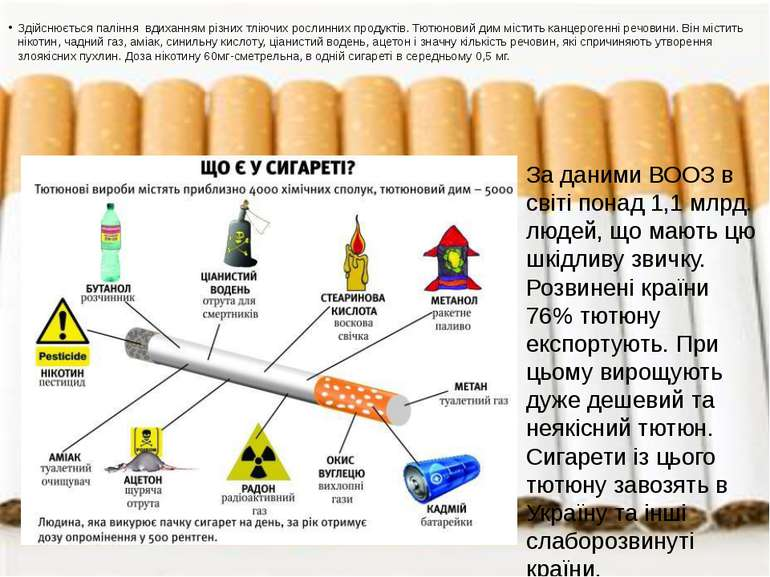 • Здійснюється паління вдиханням різних тліючих рослинних продуктів. Тютюновий дим містить канцерогенні речовини. Він містить
нікотин, чадний газ, аміак, синильну кислоту, ціанистий водень, ацетон і значну кількість речовин, які спричиняють утворення
злоякісних пухлин. Доза нікотину 60мг-сметрельна, в одній сигареті в середньому 0,5 мг.
ЩО Є У СИГАРЕТІ?
Тютюнові вироби містять приблизно 4000 хімічних сполук, тютюновий дим – 5000
БУТАНОЛ
розчинник
ЦІАНИСТИЙ
ВОДЕНЬ
отрута для
смертників
СТЕАРИНОВА
КИСЛОТА
воскова
свічка
МЕТАНОЛ
ракетне
паливо
Pesticide
НІКОТИН
пестицид
МЕТАН
туалетний газ
АМІАК
туалетний
очищувач
POISON
АЦЕТОН
щуряча
отрута
РАДОН
радіоактивний
газ
ОКИС
ВУГЛЕЦЮ
вихлопні
гази
КАДМІЙ
батарейки
Людина, яка викурює пачку сигарет на день, за рік отримує
дозу опромінення у 500 рентген.
За даними ВООЗ в
світі понад 1,1 млрд.
людей, що мають цю
шкідливу звичку.
Розвинені країни
76% тютюну
експортують. При
цьому вирощують
дуже дешевий та
неякісний тютюн.
Сигарети із цього
тютюну завозять в
Україну та інші
слаборозвинуті
країни.